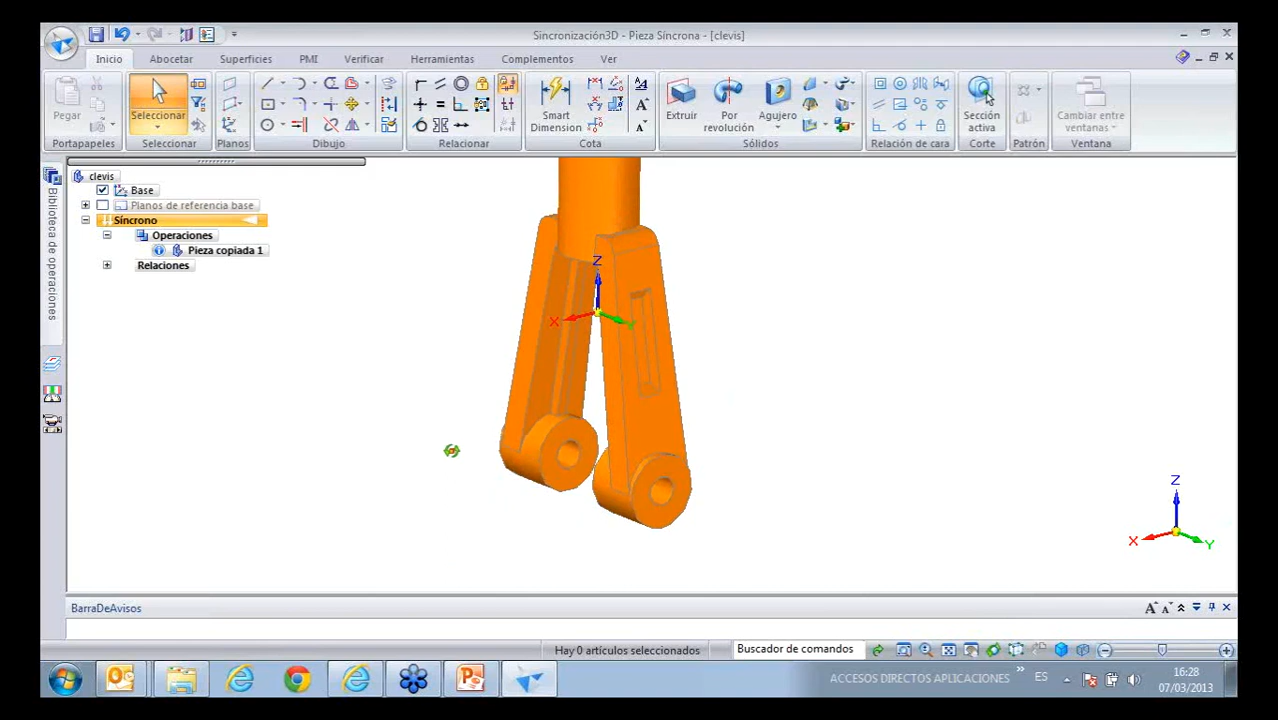 Sincronización3D - Pieza Síncrona - [clevis]
Inicio Abocetar Superficies PMI Verificar Herramientas Complementos Ver
Pegar
Seleccionar
Smart Dimension
Extruir
Por revolución
Agujero
Sección activa
Cambiar entre ventanas
Portapapeles Seleccionar Planos Dibujo Relacionar Cota Sólidos Relación de cara Corte Patrón Ventana
Biblioteca de operaciones
clevis
Base
Planos de referencia base
Síncrono
Operaciones
Pieza copiada 1
Relaciones
Z
X
Y
Z
X
Y
BarraDeAvisos
Hay 0 artículos seleccionados
Buscador de comandos
ACCESOS DIRECTOS APLICACIONES
»
ES
16:28
07/03/2013